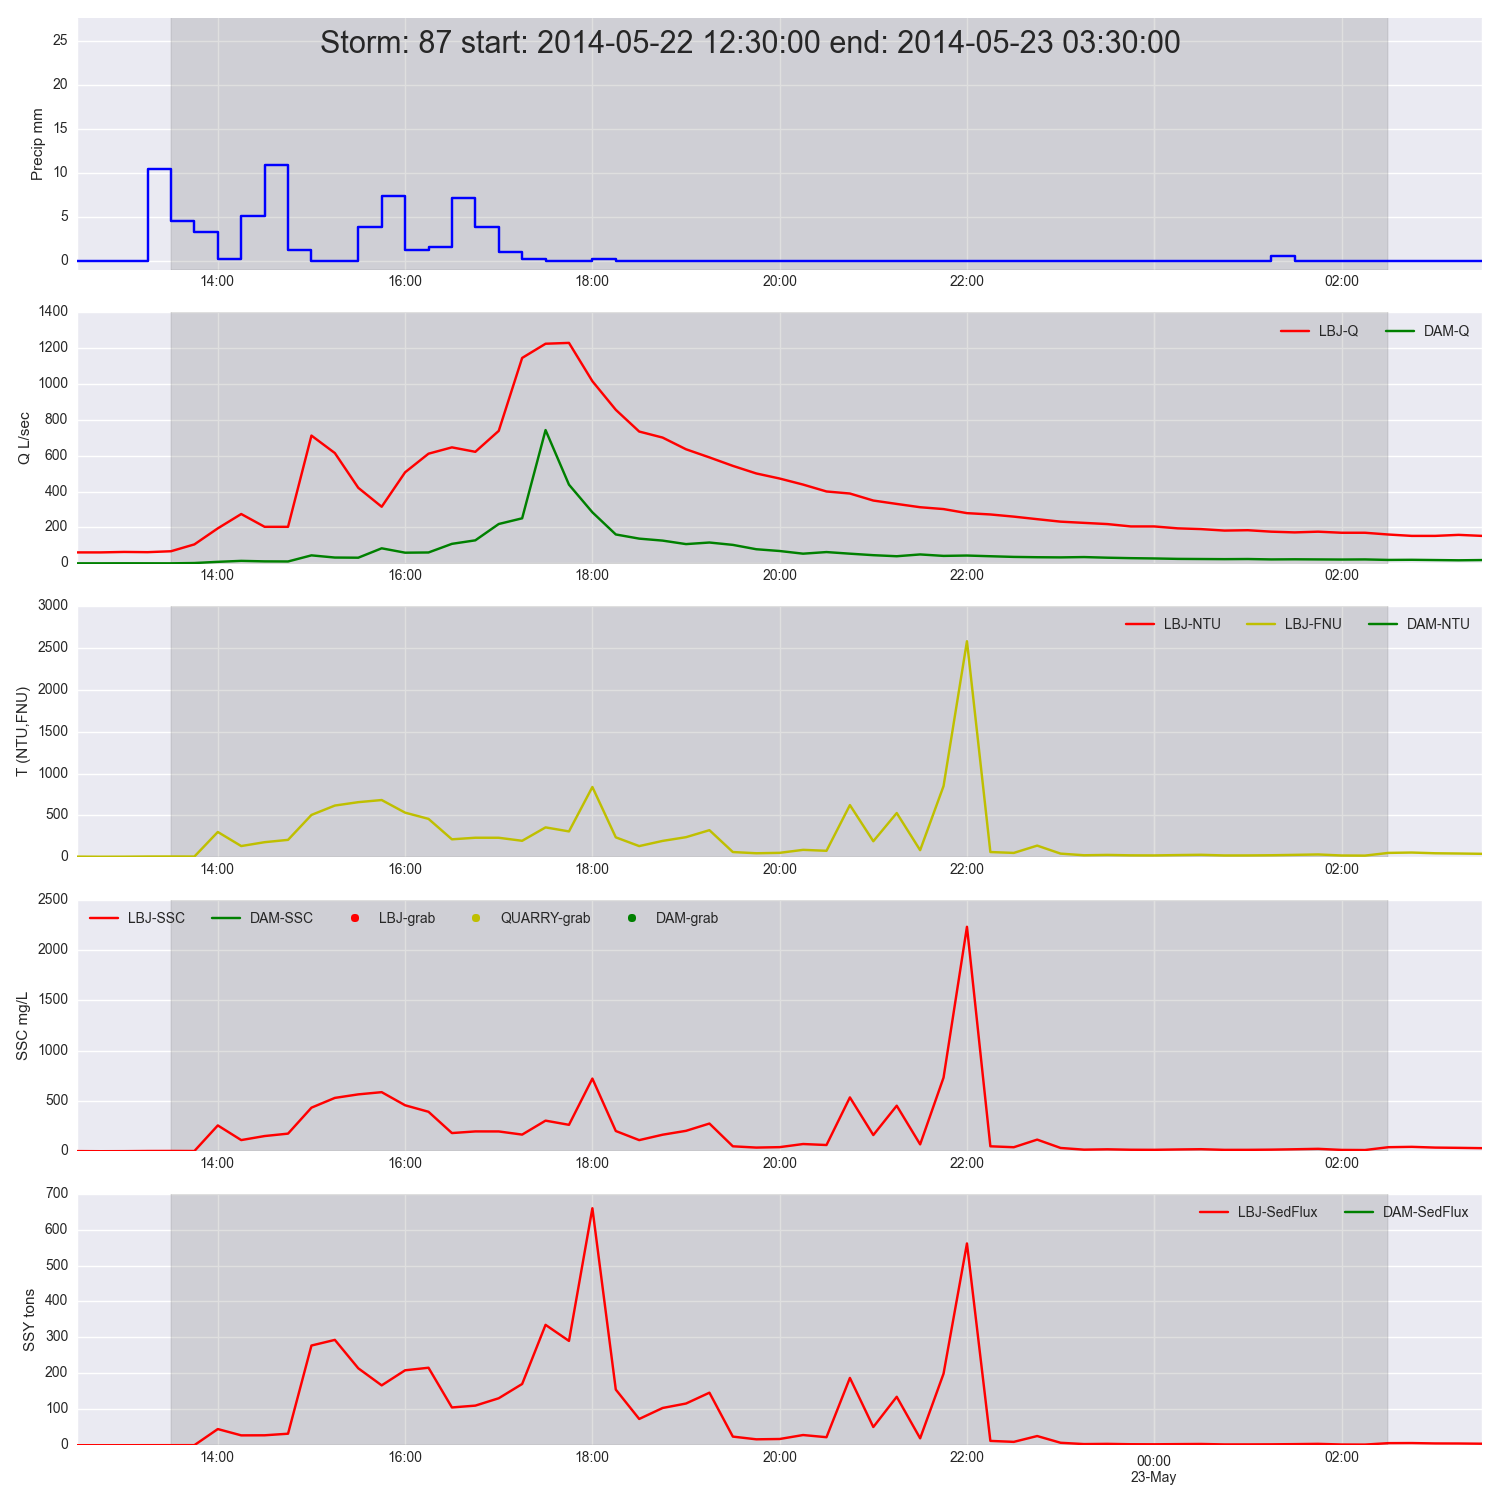 Storm: 87 start: 2014-05-22 12:30:00 end: 2014-05-23 03:30:00
Precip mm
25
20
15
10
5
0
14:00 16:00 18:00 20:00 22:00 02:00
Q L/sec
1400
1200
1000
800
600
400
200
0
LBJ-Q DAM-Q
14:00 16:00 18:00 20:00 22:00 02:00
T (NTU,FNU)
3000
2500
2000
1500
1000
500
0
LBJ-NTU LBJ-FNU DAM-NTU
14:00 16:00 18:00 20:00 22:00 02:00
SSC mg/L
2500
2000
1500
1000
500
0
LBJ-SSC DAM-SSC LBJ-grab QUARRY-grab DAM-grab
14:00 16:00 18:00 20:00 22:00 02:00
SSY tons
700
600
500
400
300
200
100
0
LBJ-SedFlux DAM-SedFlux
14:00 16:00 18:00 20:00 22:00 00:00 02:00
23-May